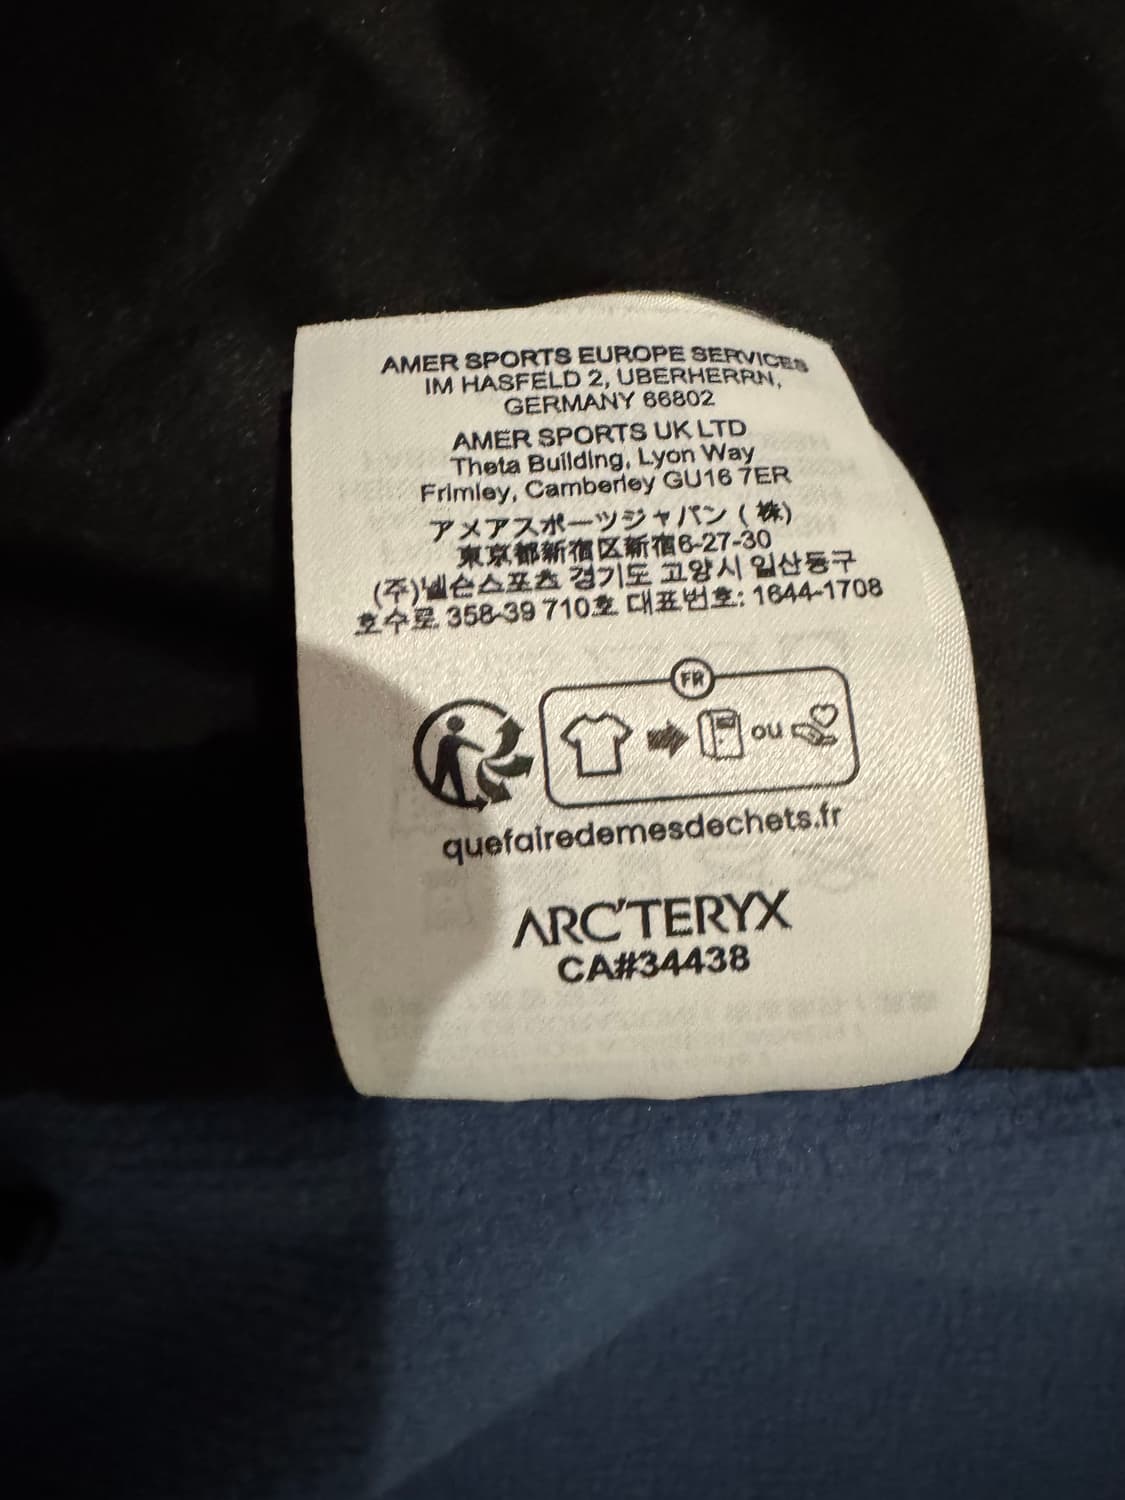 AMER SPORTS EUROPE SERVICES
IM HASFELD 2, UBERHERRN,
GERMANY 66802
AMER SPORTS UK LTD
Theta Building, Lyon Way
Frimley, Camberley GU16 7ER
アメアスポーツジャパン ( 株)
東京都新宿区新宿6-27-30
(주)넬슨스포츠 경기도 고양시 일산동구
호수로 358-39 710호 대표번호: 1644-1708
FR
ou
quefairedemesdechets.fr
ARC'TERYX
CA#34438